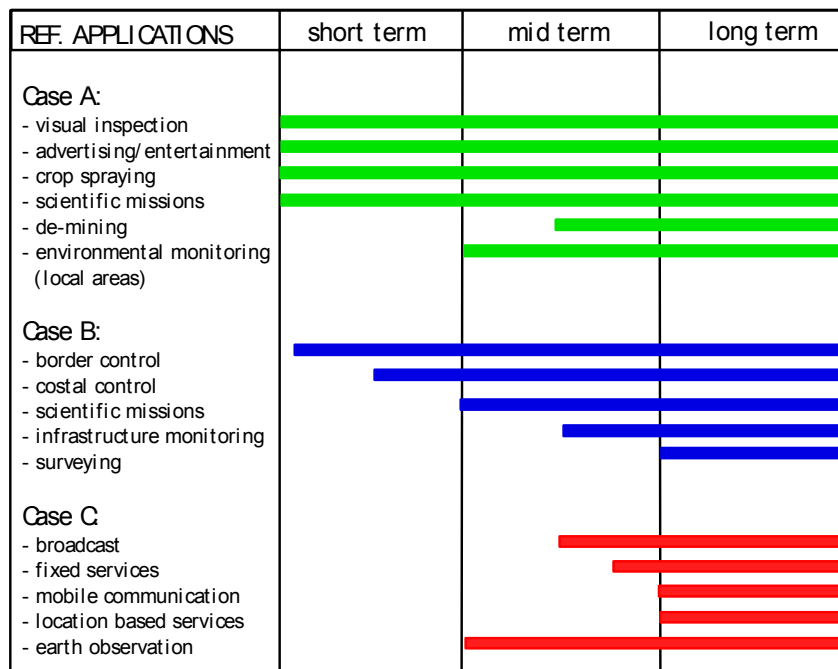 REF. APPLICATIONS short term mid term long term
Case A:
- visual inspection
- advertising/entertainment
- crop spraying
- scientific missions
- de-mining
- environmental monitoring
(local areas)
Case B:
- border control
- costal control
- scientific missions
- infrastructure monitoring
- surveying
Case C:
- broadcast
- fixed services
- mobile communication
- location based services
- earth observation